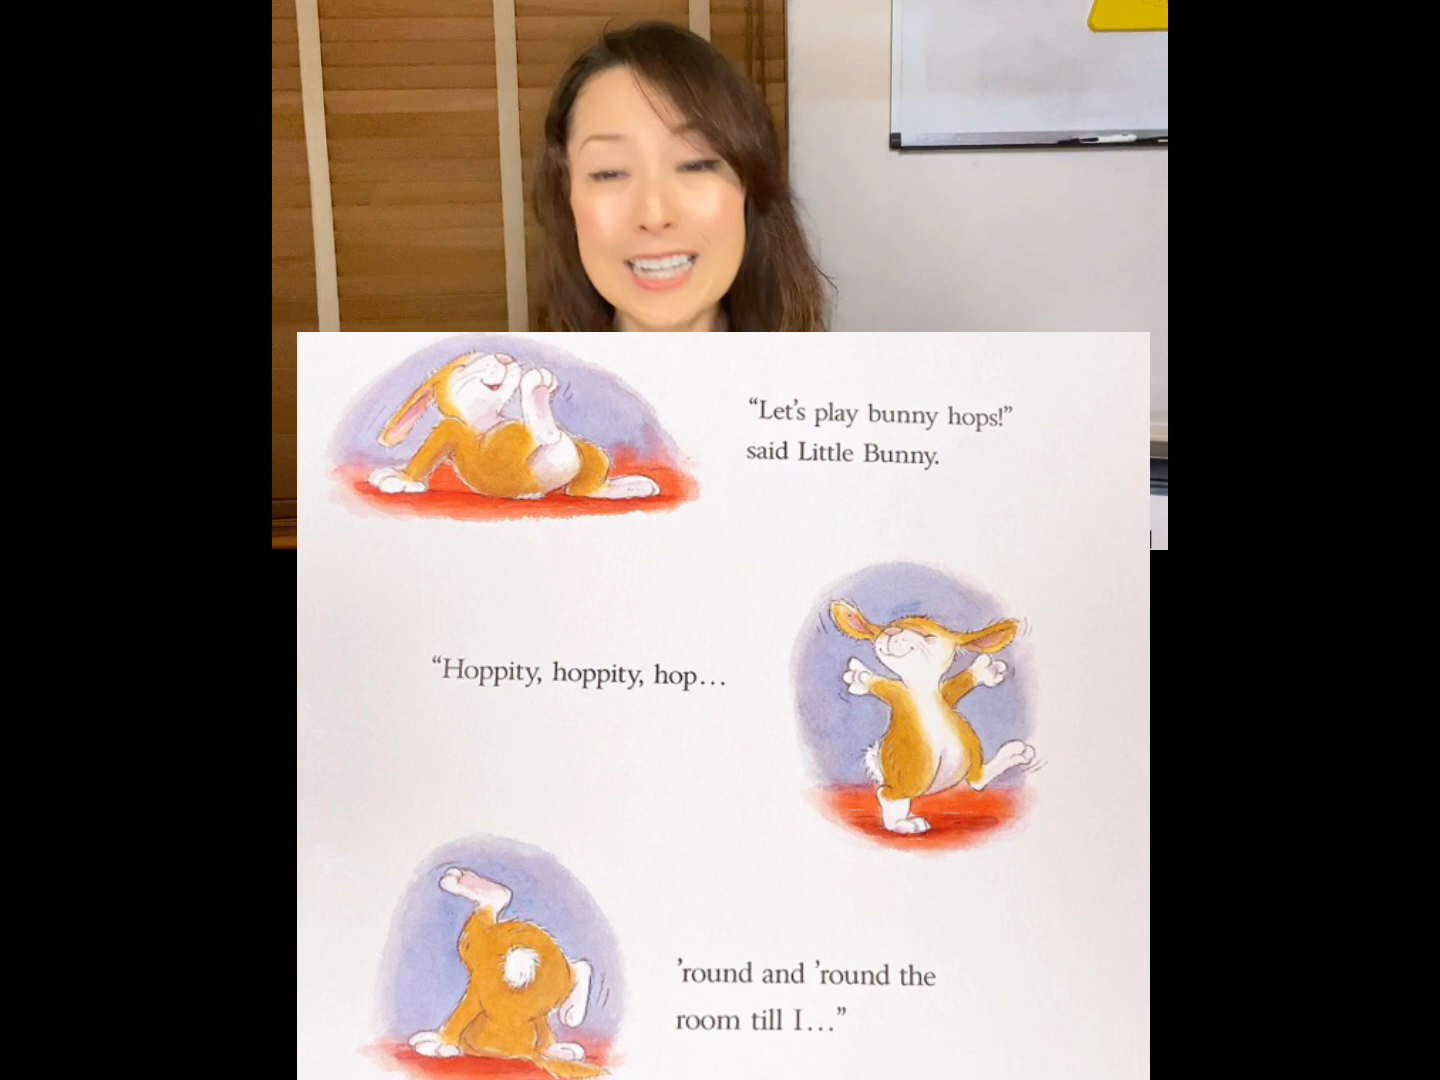 “Let’s play bunny hops!”
said Little Bunny.
“Hoppity, hoppity, hop…
’round and ’round the
room till I…”